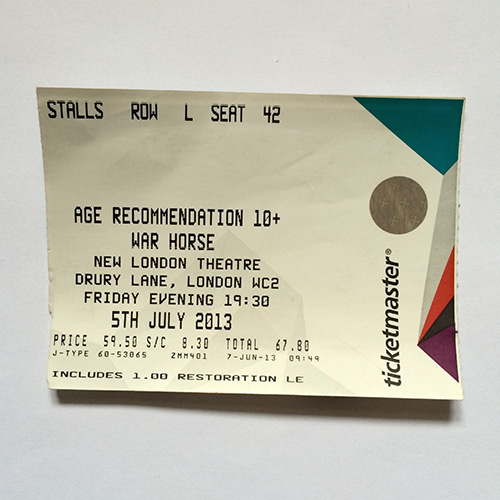 STALLS ROW L SEAT 42
AGE RECOMMENDATION 10+
WAR HORSE
NEW LONDON THEATRE
DRURY LANE, LONDON WC2
FRIDAY EVENING 19:30
5TH JULY 2013
PRICE 59.50 S/C 8.30 TOTAL 67.80
J-TYPE 60-53065 2MM401 7-JUN-13 09:49
INCLUDES 1.00 RESTORATION LE
ticketmaster®